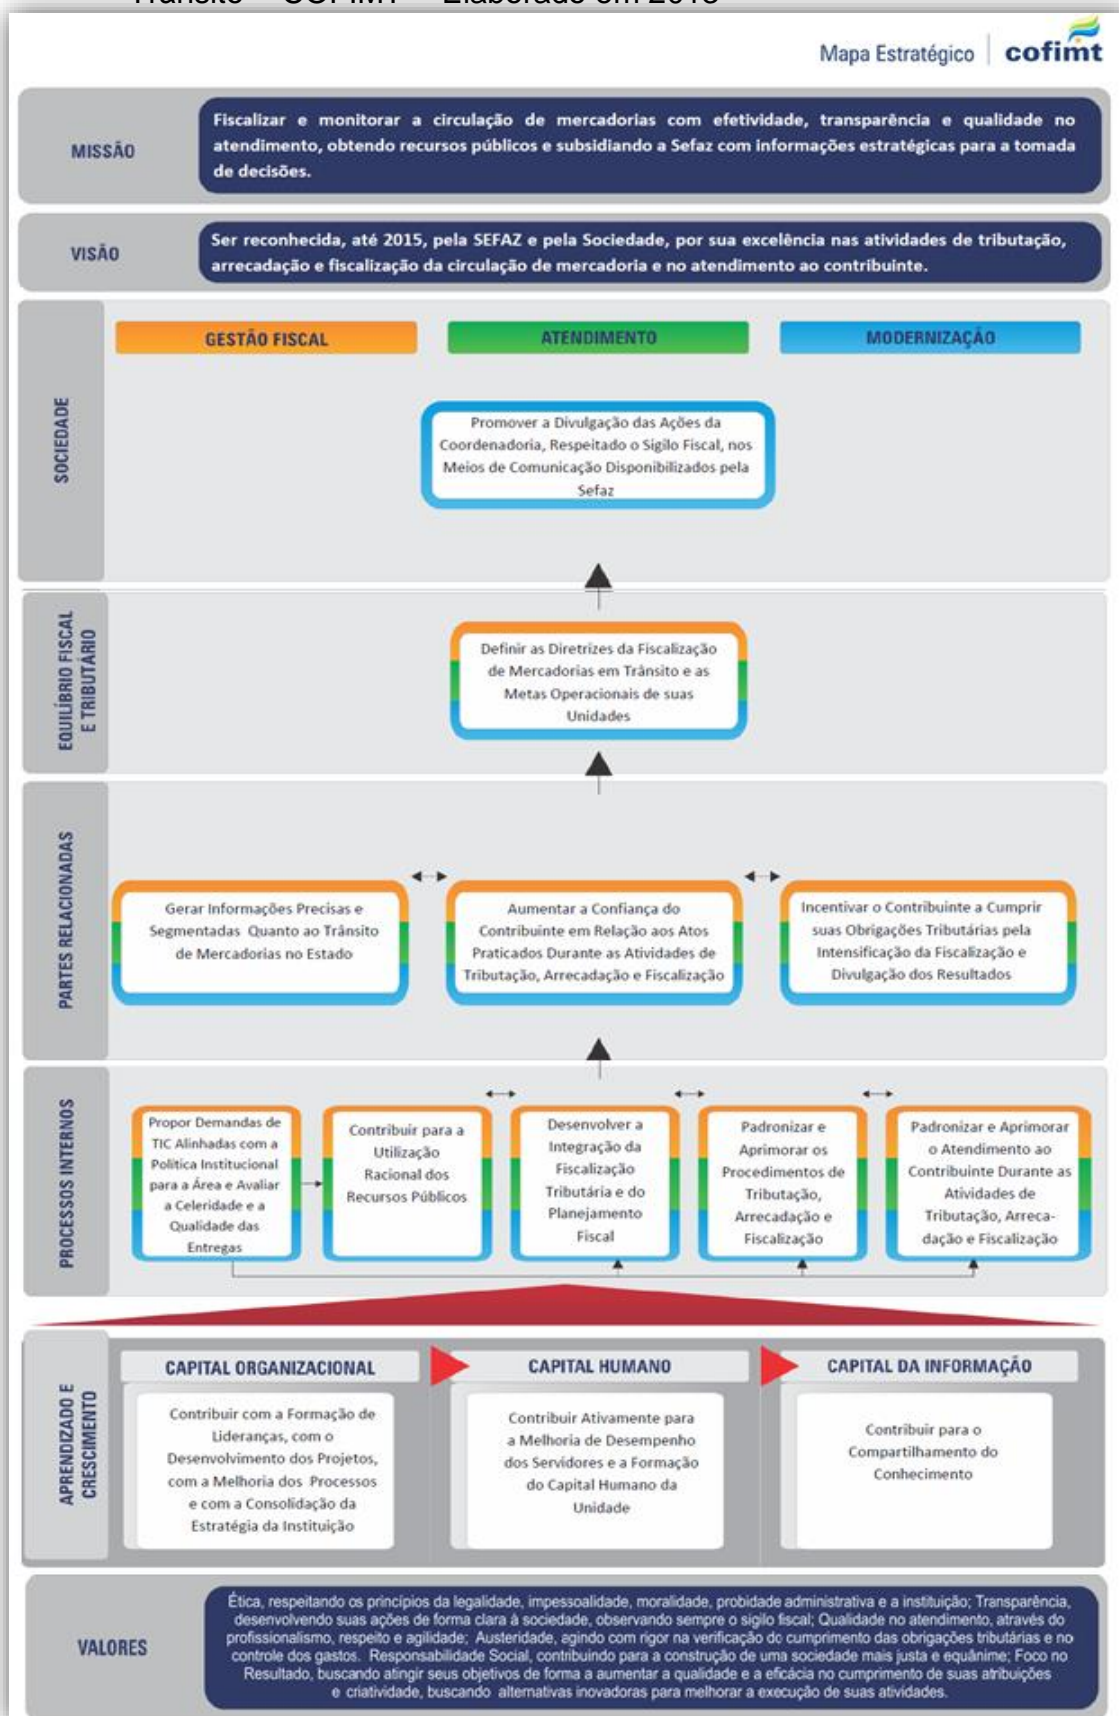 Trânsito – COFIMT – Elaborado em 2013
Mapa Estratégico
cofimt
MISSÃO
Fiscalizar e monitorar a circulação de mercadorias com efetividade, transparência e qualidade no
atendimento, obtendo recursos públicos e subsidiando a Sefaz com informações estratégicas para a tomada
de decisões.
VISÃO
Ser reconhecida, até 2015, pela SEFAZ e pela Sociedade, por sua excelência nas atividades de tributação,
arrecadação e fiscalização da circulação de mercadoria e no atendimento ao contribuinte.
GESTÃO FISCAL
ATENDIMENTO
MODERNIZAÇÃO
SOCIEDADE
Promover a Divulgação das Ações da
Coordenadoria, Respeitado o Sigilo Fiscal, nos
Meios de Comunicação Disponibilizados pela
Sefaz
EQUILÍBRIO FISCAL
E TRIBUTÁRIO
Definir as Diretrizes da Fiscalização
de Mercadorias em Trânsito e as
Metas Operacionais de suas
Unidades
PARTES RELACIONADAS
Gerar Informações Precisas e
Segmentadas Quanto ao Trânsito
de Mercadorias no Estado
Aumentar a Confiança do
Contribuinte em Relação aos Atos
Praticados Durante as Atividades de
Tributação, Arrecadação e Fiscalização
Incentivar o Contribuinte a Cumprir
suas Obrigações Tributárias pela
Intensificação da Fiscalização e
Divulgação dos Resultados
PROCESSOS INTERNOS
Propor Demandas de
TIC Alinhadas com a
Política Institucional
para a Área e Avaliar
a Celeridade e a
Qualidade das
Entregas
Contribuir para a
Utilização
Racional dos
Recursos Públicos
Desenvolver a
Integração da
Fiscalização
Tributária e do
Planejamento
Fiscal
Padronizar e
Aprimorar os
Procedimentos de
Tributação,
Arrecadação e
Fiscalização
Padronizar e Aprimorar
o Atendimento ao
Contribuinte Durante as
Atividades de
Tributação, Arreca-
dação e Fiscalização
APRENDIZADO E
CRESCIMENTO
CAPITAL ORGANIZACIONAL
Contribuir com a Formação de
Lideranças, com o
Desenvolvimento dos Projetos,
com a Melhoria dos Processos
e com a Consolidação da
Estratégia da Instituição
CAPITAL HUMANO
Contribuir Ativamente para
a Melhoria de Desempenho
dos Servidores e a Formação
do Capital Humano da
Unidade
CAPITAL DA INFORMAÇÃO
Contribuir para o
Compartilhamento do
Conhecimento
VALORES
Ética, respeitando os princípios da legalidade, impessoalidade, moralidade, probidade administrativa e a instituição; Transparência,
desenvolvendo suas ações de forma clara à sociedade, observando sempre o sigilo fiscal; Qualidade no atendimento, através do
profissionalismo, respeito e agilidade; Austeridade, agindo com rigor na verificação do cumprimento das obrigações tributárias e no
controle dos gastos. Responsabilidade Social, contribuindo para a construção de uma sociedade mais justa e equânime; Foco no
Resultado, buscando atingir seus objetivos de forma a aumentar a qualidade e a eficácia no cumprimento de suas atribuições
e criatividade, buscando alternativas inovadoras para melhorar a execução de suas atividades.